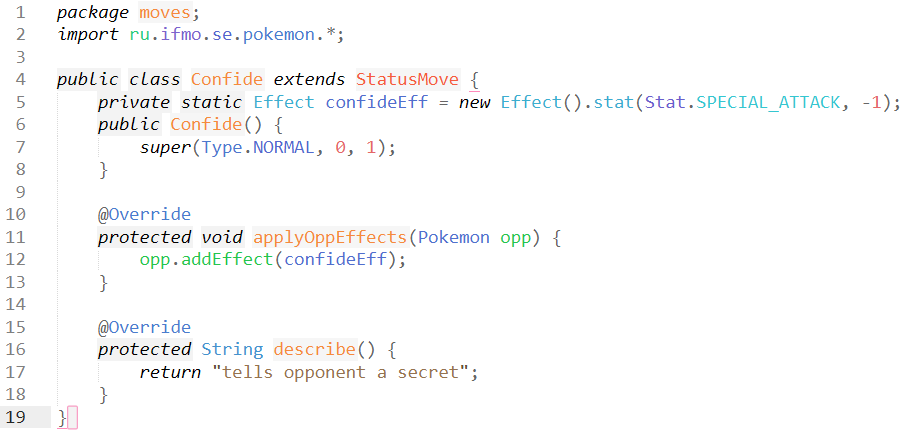 1 package moves;
2 import ru.ifmo.se.pokemon.*;
3
4 public class Confide extends StatusMove {
5     private static Effect confideEff = new Effect().stat(Stat.SPECIAL_ATTACK, -1);
6     public Confide() {
7         super(Type.NORMAL, 0, 1);
8     }
9
10     @Override
11     protected void applyOppEffects(Pokemon opp) {
12         opp.addEffect(confideEff);
13     }
14
15     @Override
16     protected String describe() {
17         return "tells opponent a secret";
18     }
19 }